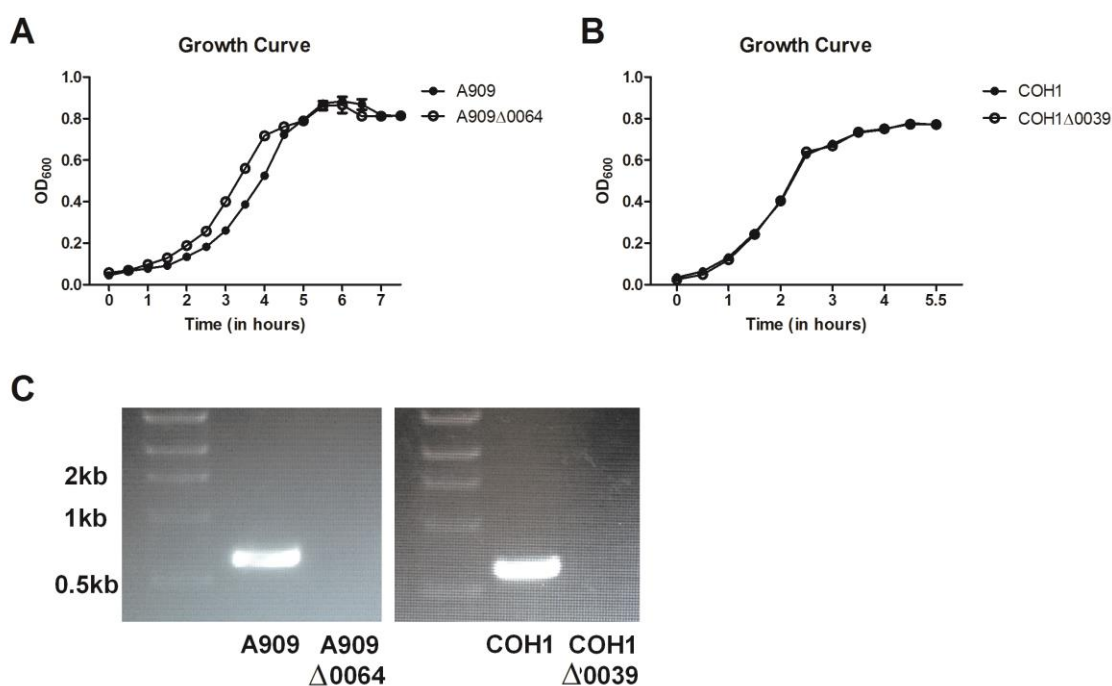 A
Growth Curve
1.0
0.8
0.6
0.4
0.2
0.0
OD600
0 1 2 3 4 5 6 7
Time (in hours)
A909
A909Δ0064
B
Growth Curve
1.0
0.8
0.6
0.4
0.2
0.0
OD600
0 1 2 3 4 5.5
Time (in hours)
COH1
COH1Δ0039
C
2kb
1kb
0.5kb
A909 A909
Δ0064
COH1 COH1
Δ0039